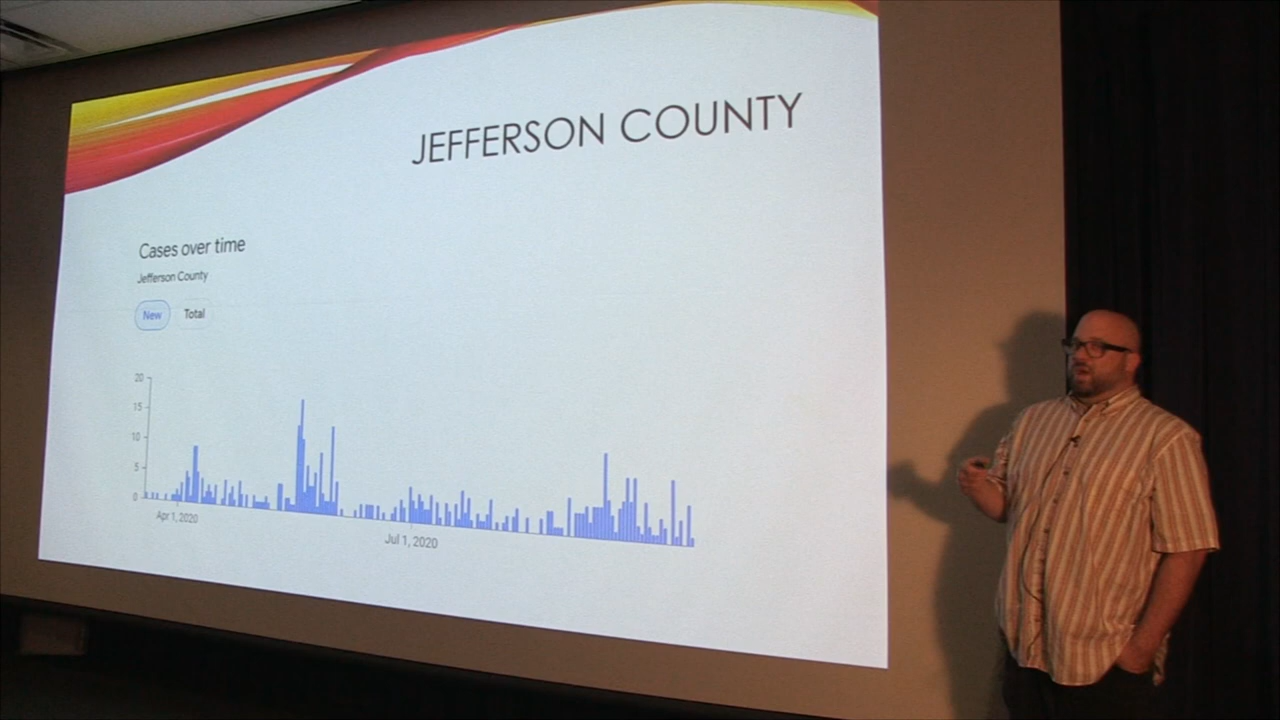 JEFFERSON COUNTY
Cases over time
Jefferson County
New Total
20
15
10
5
0
Apr 1, 2020
Jul 1, 2020